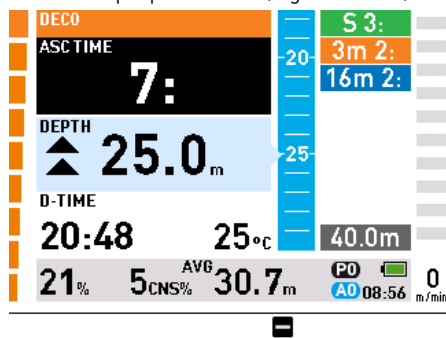 DECO
ASC TIME
7:
DEPTH
25.0m
D-TIME
20:48 25°C
21% 5CNS% AVG 30.7m
20
25
S 3:
3m 2:
16m 2:
40.0m
P0
A0 08:56
0
m/min